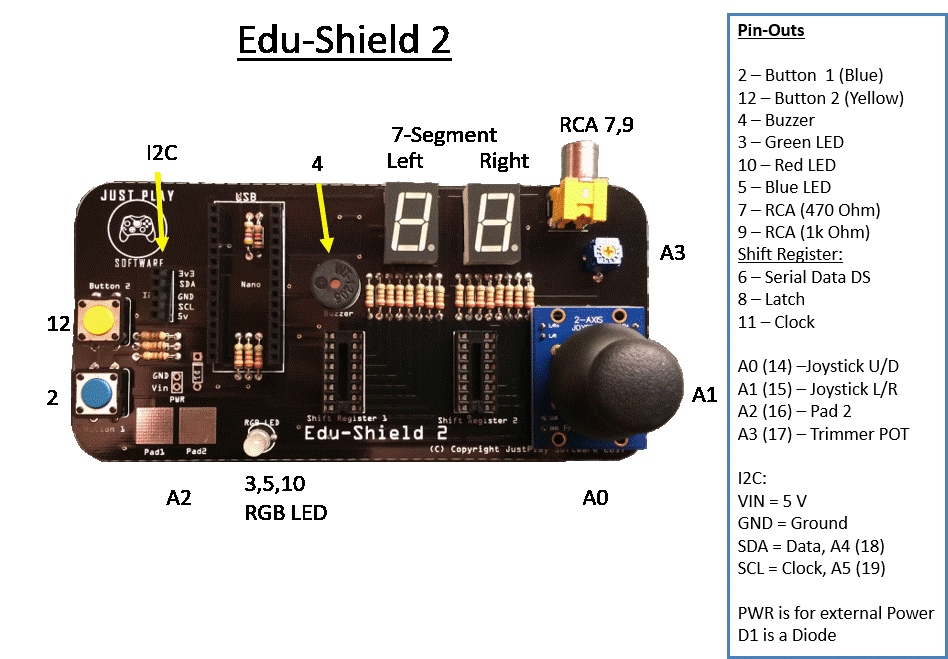 Edu-Shield 2
7-Segment
Left Right
RCA 7,9
I2C
4
A3
12
2
A1
A2
3,5,10
RGB LED
A0
JUST PLAY
SOFTWARE
USB
Nano
Button 2
3v3
SDA
GND
SCL
5v
Buzzer
2-AXIS
GND
Vin
PWR
Pad1
Pad2
RGB LED
Shift Register 1
Shift Register 2
Edu-Shield 2
(C) Copyright JustPlay Software
Pin-Outs
2 – Button 1 (Blue)
12 – Button 2 (Yellow)
4 – Buzzer
3 – Green LED
10 – Red LED
5 – Blue LED
7 – RCA (470 Ohm)
9 – RCA (1k Ohm)
Shift Register:
6 – Serial Data DS
8 – Latch
11 – Clock
A0 (14) –Joystick U/D
A1 (15) – Joystick L/R
A2 (16) – Pad 2
A3 (17) – Trimmer POT
I2C:
VIN = 5 V
GND = Ground
SDA = Data, A4 (18)
SCL = Clock, A5 (19)
PWR is for external Power
D1 is a Diode